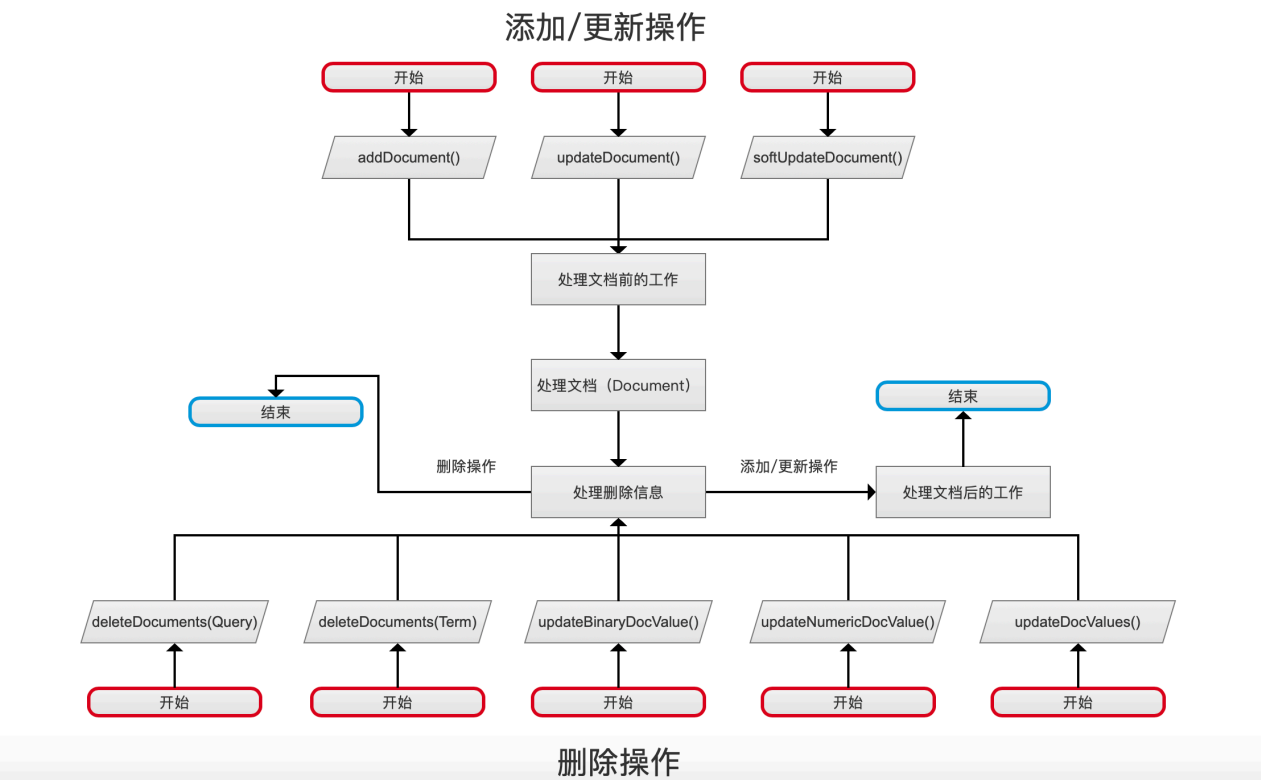 添加/更新操作
开始
开始
开始
addDocument()
updateDocument()
softUpdateDocument()
处理文档前的工作
处理文档（Document）
结束
结束
删除操作
添加/更新操作
处理删除信息
处理文档后的工作
deleteDocuments(Query)
deleteDocuments(Term)
updateBinaryDocValue()
updateNumericDocValue()
updateDocValues()
开始
开始
开始
开始
开始
删除操作